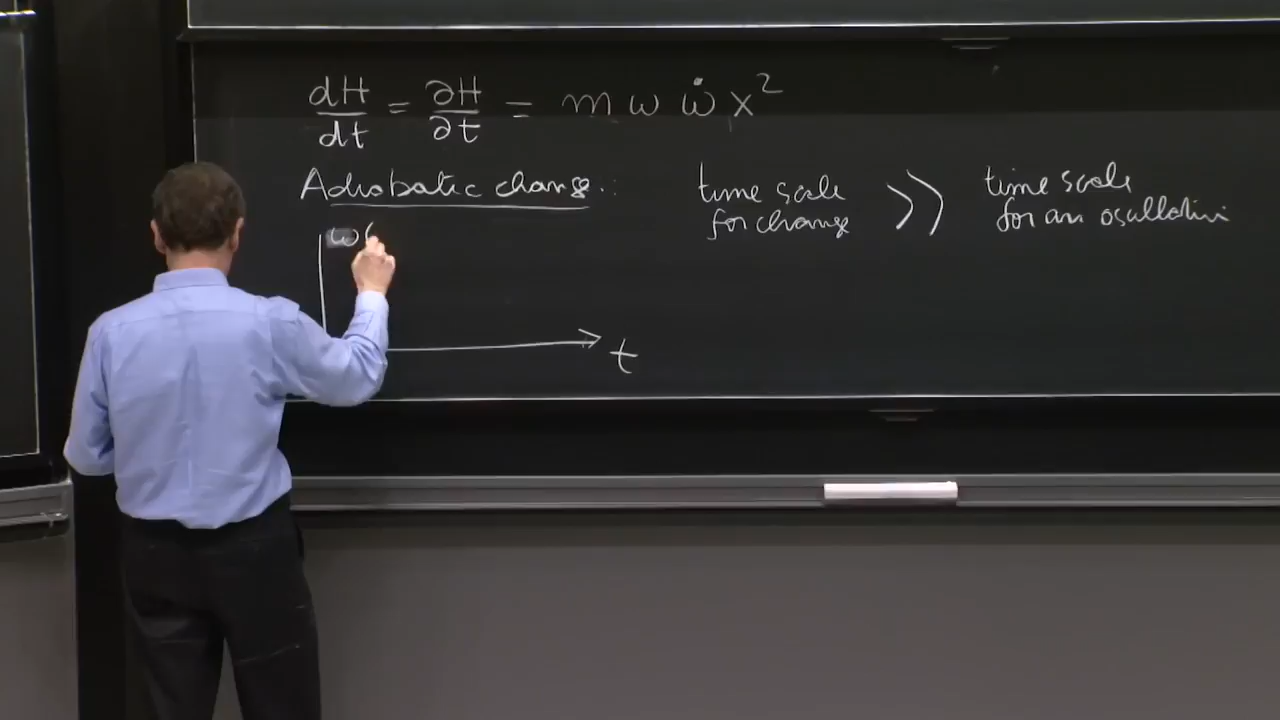 dH/dt = ∂H/∂t = m ω ω̇ x²
Adiabatic change :
time scale for change >> time scale for an oscillation
ω(
t